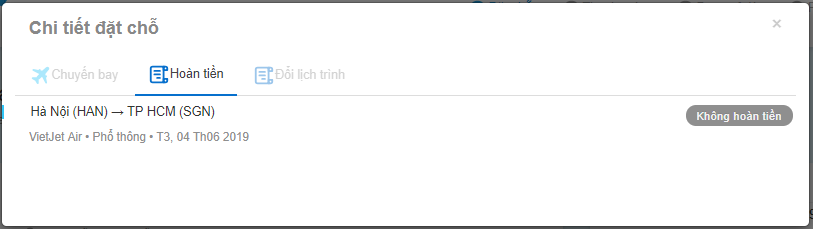 Chi tiết đặt chỗ
×
Chuyến bay
Hoàn tiền
Đổi lịch trình
Hà Nội (HAN) → TP HCM (SGN)
Không hoàn tiền
VietJet Air • Phổ thông • T3, 04 Th06 2019